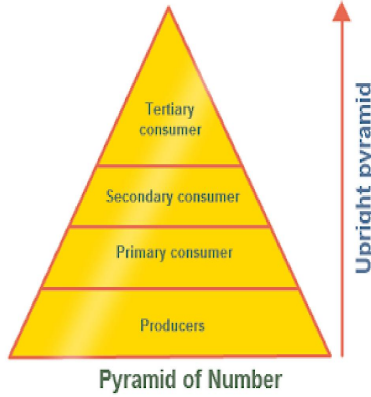 Tertiary
consumer
Secondary consumer
Primary consumer
Producers
Upright pyramid
Pyramid of Number